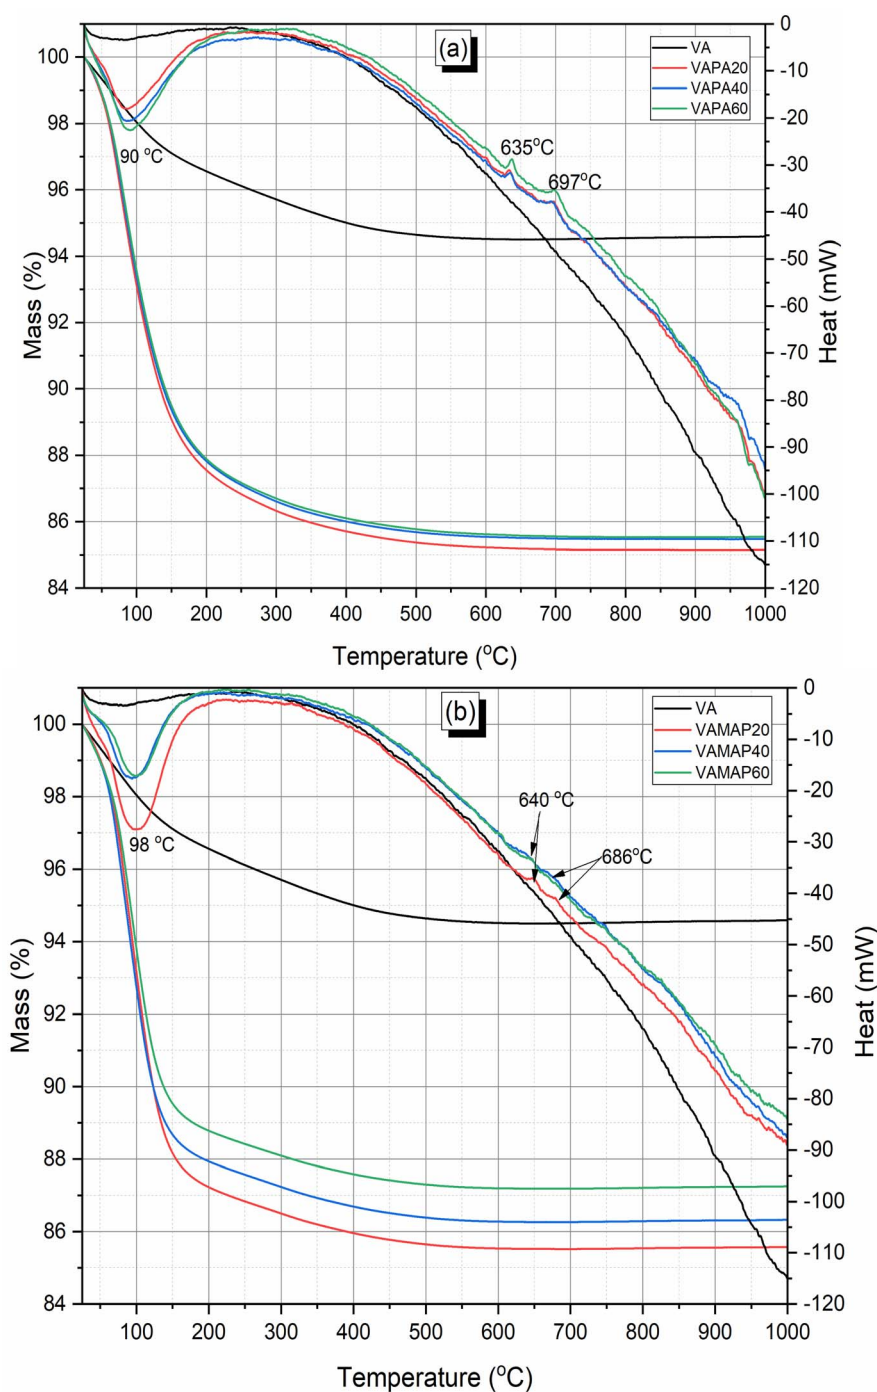 (a)
VA
VAPA20
VAPA40
VAPA60
100
98
96
94
92
90
88
86
84
0
-10
-20
-30
-40
-50
-60
-70
-80
-90
-100
-110
-120
90 °C
635°C
697°C
Mass (%)
Heat (mW)
100 200 300 400 500 600 700 800 900 1000
Temperature (°C)
(b)
VA
VAMAP20
VAMAP40
VAMAP60
100
98
96
94
92
90
88
86
84
0
-10
-20
-30
-40
-50
-60
-70
-80
-90
-100
-110
-120
98 °C
640 °C
686°C
Mass (%)
Heat (mW)
100 200 300 400 500 600 700 800 900 1000
Temperature (°C)